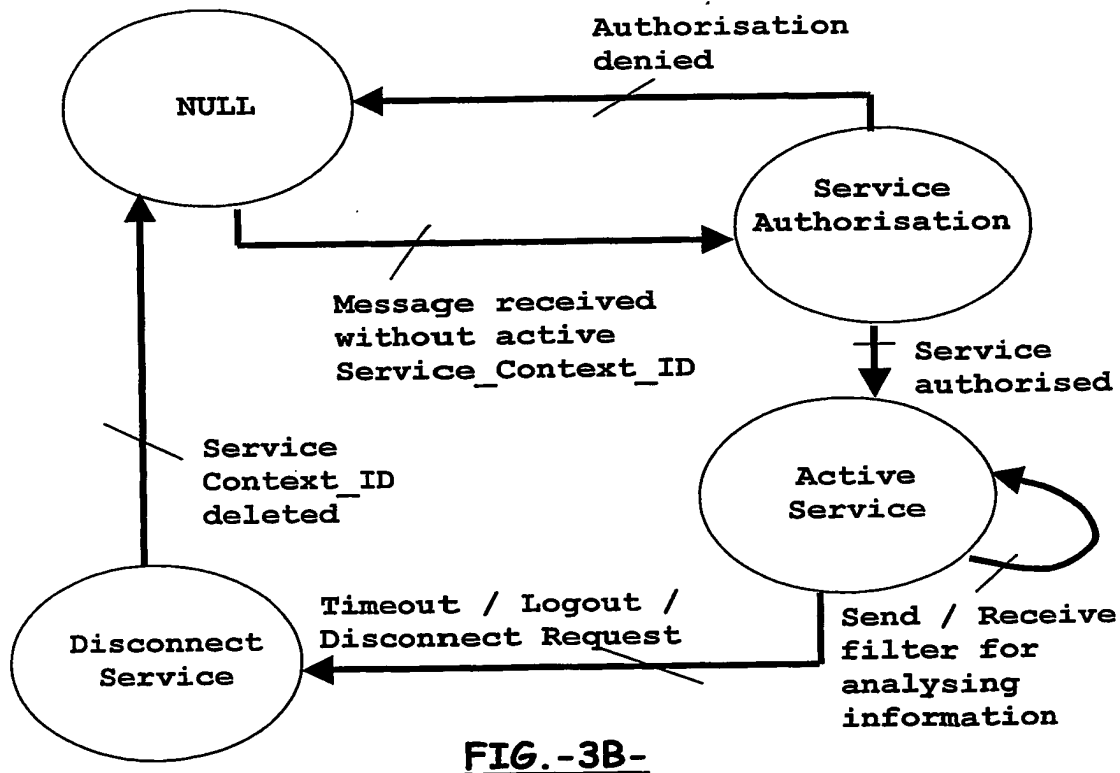 Authorisation
denied
NULL
Service
Authorisation
Message received
without active
Service_Context_ID
Service
authorised
Service
Context_ID
deleted
Active
Service
Timeout / Logout /
Disconnect Request
Send / Receive
filter for
analysing
information
Disconnect
Service
FIG.-3B-